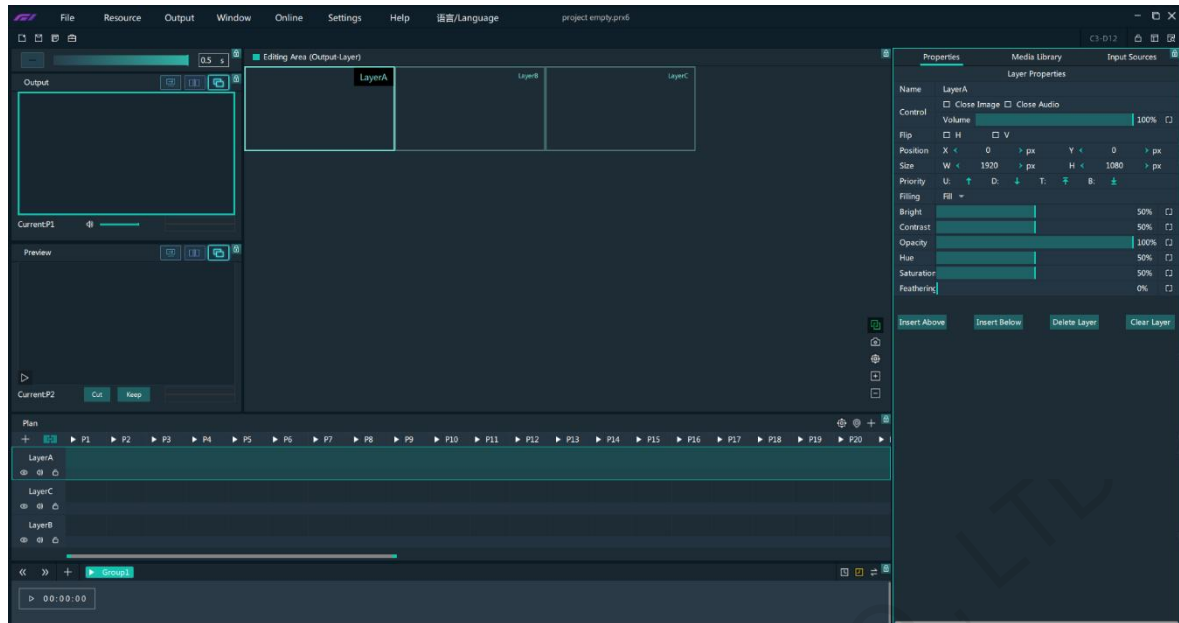 File Resource Output Window Online Settings Help 语言/Language project empty.prx6
C3-D12
0.5 s
Editing Area (Output-Layer)
Properties Media Library Input Sources
Output
LayerA LayerB LayerC
Layer Properties
Name LayerA
Control Close Image Close Audio
Volume 100%
Flip H V
Position X 0 px Y 0 px
Size W 1920 px H 1080 px
Priority U: D: T: B:
Filling Fill
Bright 50%
Contrast 50%
Opacity 100%
Hue 50%
Saturation 50%
Feathering 0%
Insert Above Insert Below Delete Layer Clear Layer
Current:P1
Preview
Current:P2 Cut Keep
Plan
P1 P2 P3 P4 P5 P6 P7 P8 P9 P10 P11 P12 P13 P14 P15 P16 P17 P18 P19 P20
LayerA
LayerC
LayerB
Group1
00:00:00
LTD